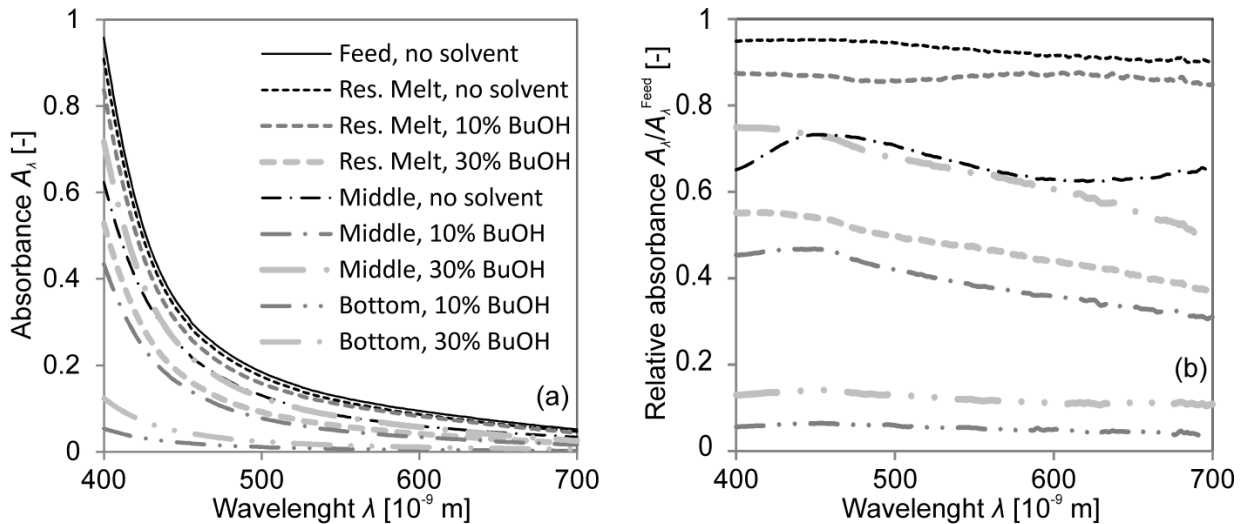 1
0.8
0.6
0.4
0.2
0
Absorbance Aλ [-]
Feed, no solvent
Res. Melt, no solvent
Res. Melt, 10% BuOH
Res. Melt, 30% BuOH
Middle, no solvent
Middle, 10% BuOH
Middle, 30% BuOH
Bottom, 10% BuOH
Bottom, 30% BuOH
(a)
400
500
600
700
Wavelenght λ [10⁻⁹ m]
1
0.8
0.6
0.4
0.2
0
Relative absorbance Aλ/Aλ^Feed [-]
(b)
400
500
600
700
Wavelenght λ [10⁻⁹ m]